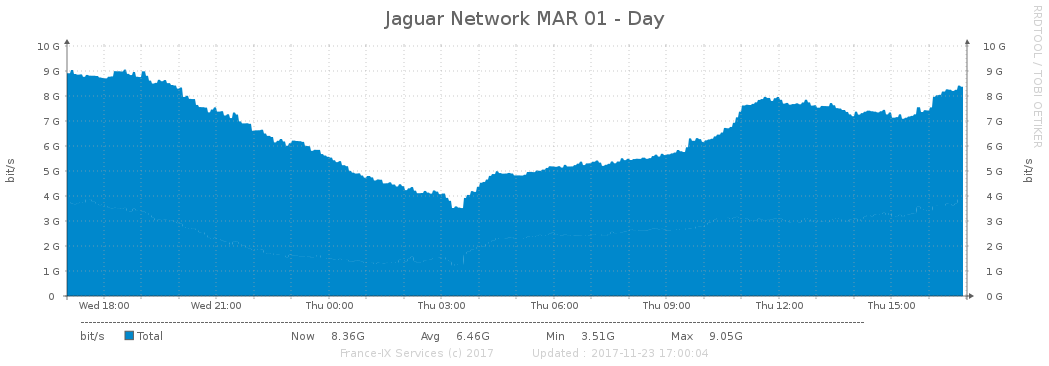 Jaguar Network MAR 01 - Day
RRDTOOL / TOBI OETIKER
10 G 10 G
9 G 9 G
8 G 8 G
7 G 7 G
6 G 6 G
5 G 5 G
4 G 4 G
3 G 3 G
2 G 2 G
1 G 1 G
0 0 G
bit/s
bit/s
Wed 18:00 Wed 21:00 Thu 00:00 Thu 03:00 Thu 06:00 Thu 09:00 Thu 12:00 Thu 15:00
bit/s Total Now 8.36G Avg 6.46G Min 3.51G Max 9.05G
France-IX Services (c) 2017 Updated : 2017-11-23 17:00:04